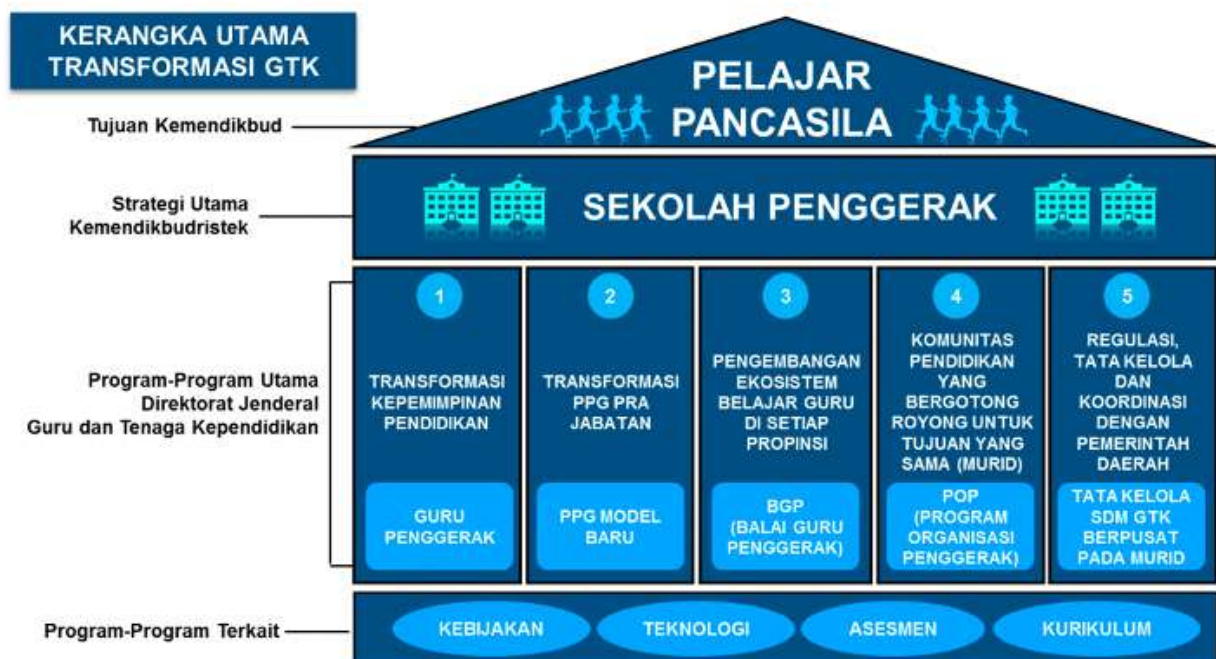 KERANGKA UTAMA
TRANSFORMASI GTK
PELAJAR
PANCASILA
Tujuan Kemendikbud
Strategi Utama
Kemendikbudristek
SEKOLAH PENGGERAK
Program-Program Utama
Direktorat Jenderal
Guru dan Tenaga Kependidikan
1
TRANSFORMASI
KEPEMIMPINAN
PENDIDIKAN
GURU
PENGGERAK
2
TRANSFORMASI
PPG PRA
JABATAN
PPG MODEL
BARU
3
PENGEMBANGAN
EKOSISTEM
BELAJAR GURU
DI SETIAP
PROPINSI
BGP
(BALAI GURU
PENGGERAK)
4
KOMUNITAS
PENDIDIKAN
YANG
BERGOTONG
ROYONG UNTUK
TUJUAN YANG
SAMA (MURID)
POP
(PROGRAM
ORGANISASI
PENGGERAK)
5
REGULASI,
TATA KELOLA
DAN
KOORDINASI
DENGAN
PEMERINTAH
DAERAH
TATA KELOLA
SDM GTK
BERPUSAT
PADA MURID
Program-Program Terkait
KEBIJAKAN
TEKNOLOGI
ASESMEN
KURIKULUM